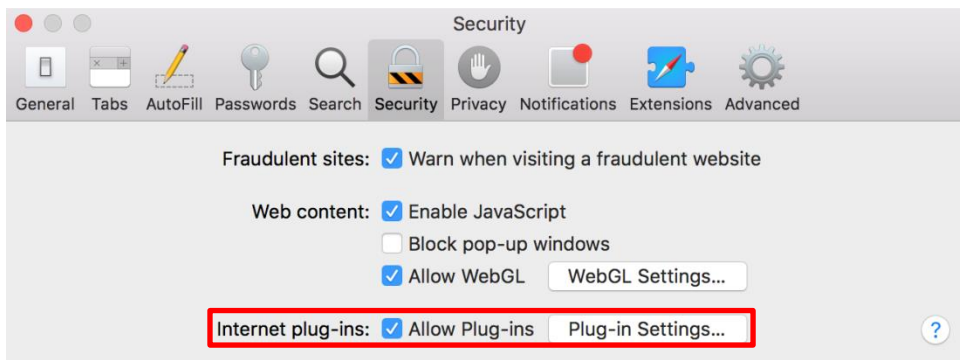 Security
General Tabs AutoFill Passwords Search Security Privacy Notifications Extensions Advanced
Fraudulent sites: Warn when visiting a fraudulent website
Web content: Enable JavaScript
Block pop-up windows
Allow WebGL WebGL Settings...
Internet plug-ins: Allow Plug-ins Plug-in Settings... ?